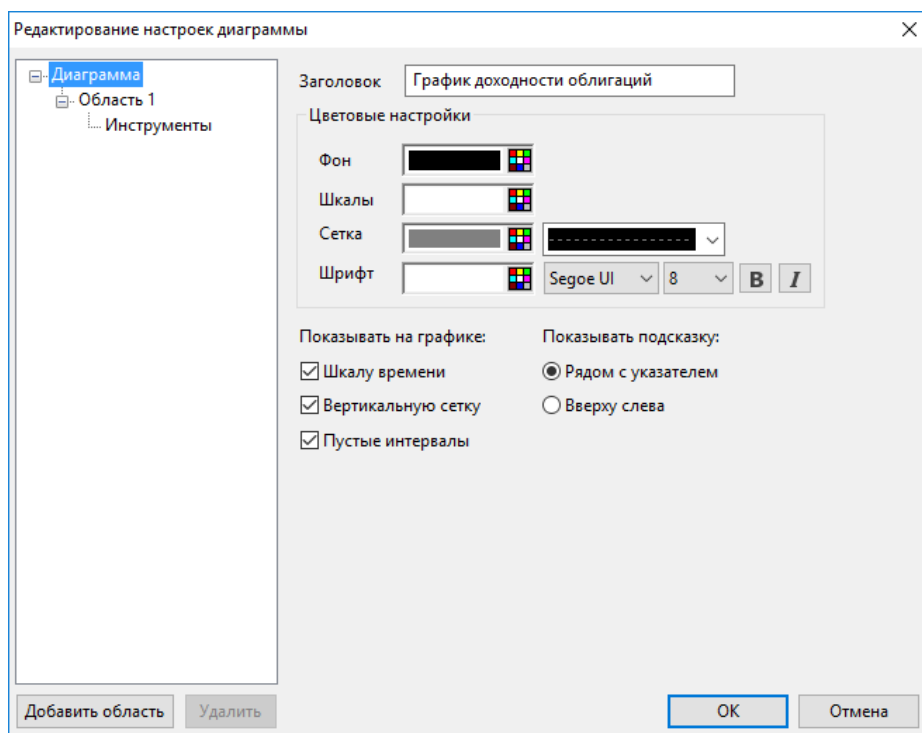 Редактирование настроек диаграммы
Диаграмма
Область 1
Инструменты
Заголовок График доходности облигаций
Цветовые настройки
Фон
Шкалы
Сетка
Шрифт Segoe UI 8 B I
Показывать на графике: Показывать подсказку:
Шкалу времени Рядом с указателем
Вертикальную сетку Вверху слева
Пустые интервалы
Добавить область Удалить OK Отмена